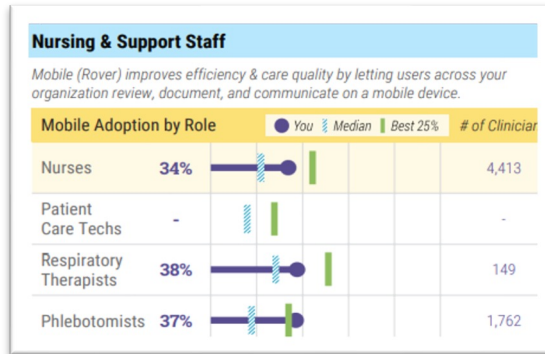 Nursing & Support Staff
Mobile (Rover) improves efficiency & care quality by letting users across your
organization review, document, and communicate on a mobile device.
Mobile Adoption by Role You Median Best 25% # of Clinician
Nurses 34% 4,413
Patient
Care Techs - -
Respiratory
Therapists 38% 149
Phlebotomists 37% 1,762